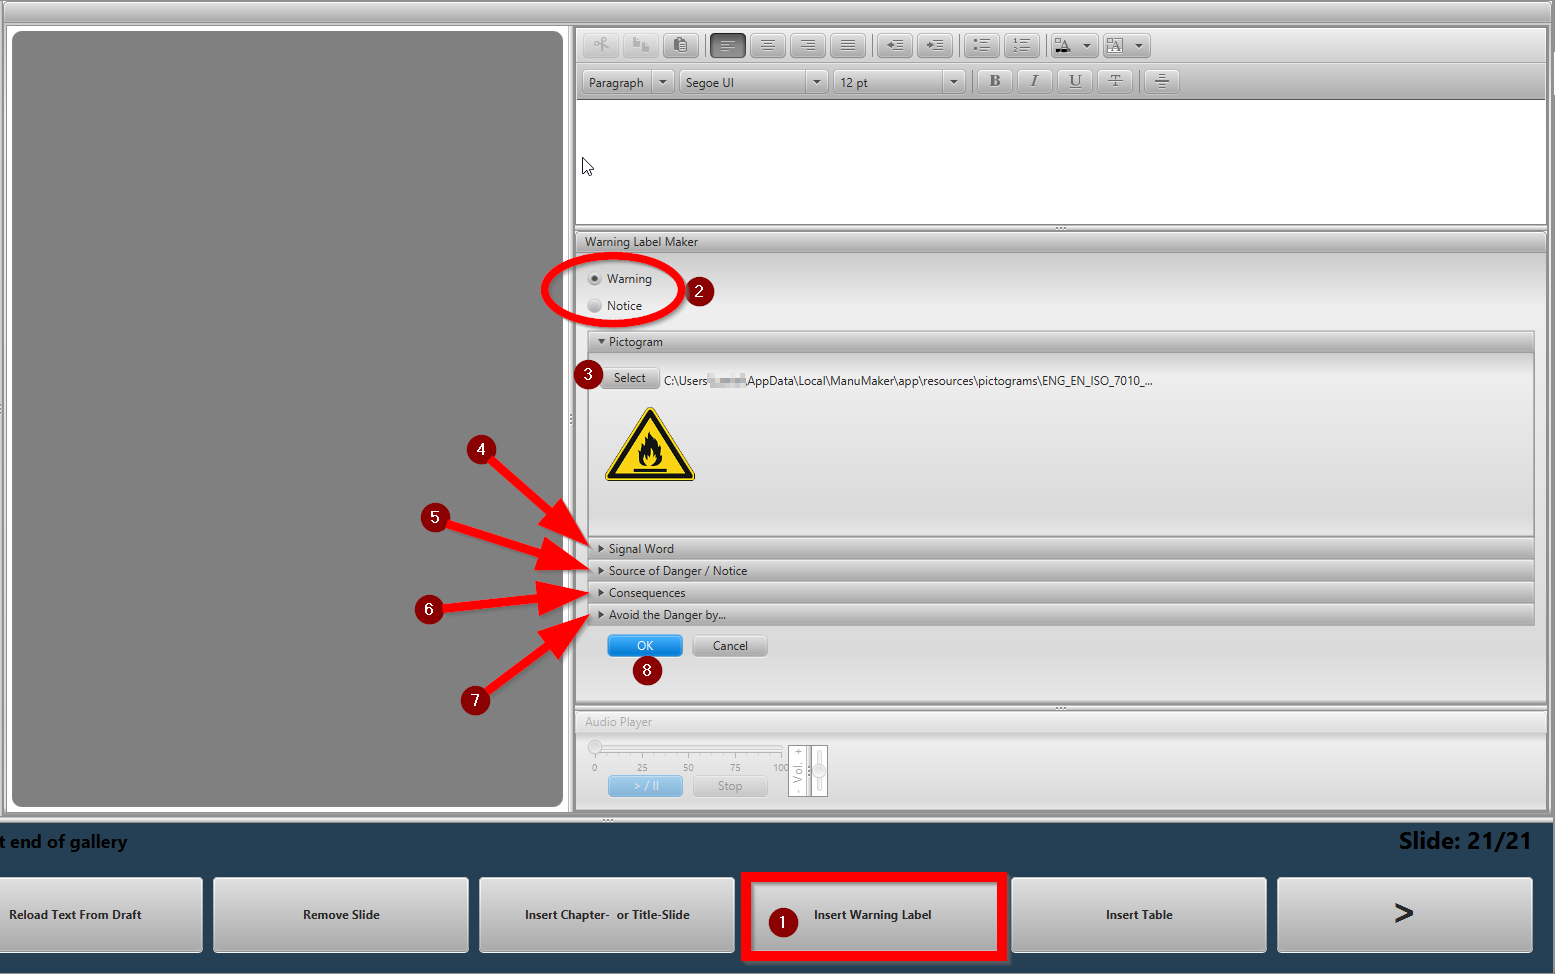 Paragraph Segoe UI 12 pt B I U T
Warning Label Maker
Warning
2
Notice
Pictogram
3 Select C:\Users\AppData\Local\ManuMaker\app\resources\pictograms\ENG_EN_ISO_7010_...
4
5
Signal Word
Source of Danger / Notice
6 Consequences
Avoid the Danger by...
OK Cancel
8
7
Audio Player
0 25 50 75 100
- Vol. +
> / II Stop
t end of gallery Slide: 21/21
Reload Text From Draft Remove Slide Insert Chapter- or Title-Slide 1 Insert Warning Label Insert Table >